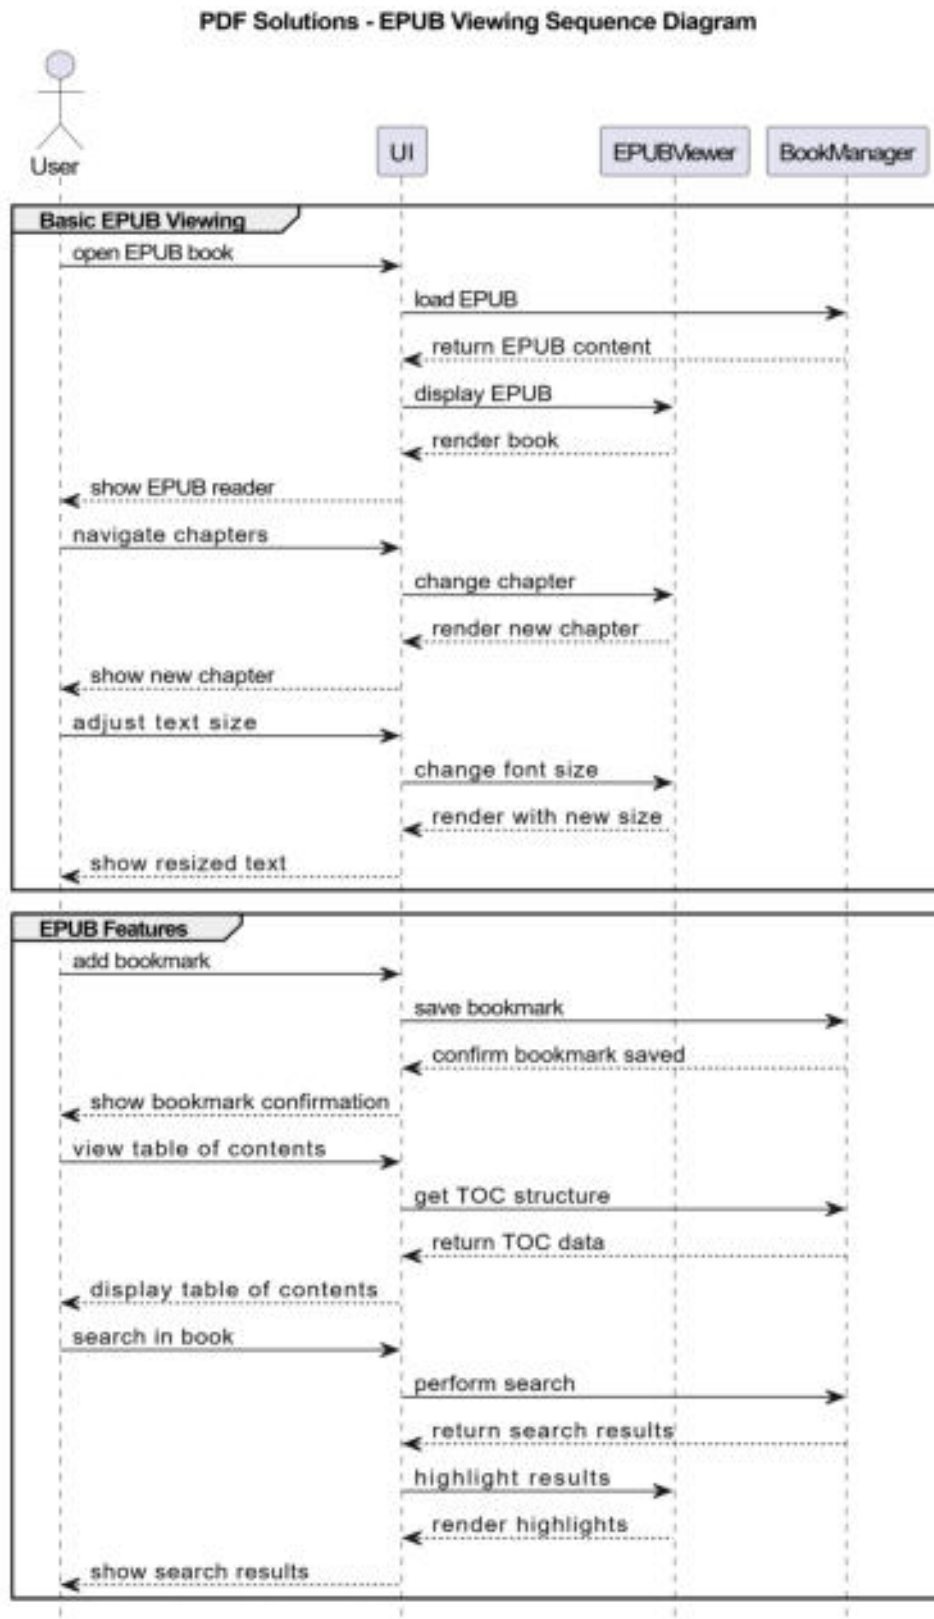 PDF Solutions - EPUB Viewing Sequence Diagram
User
UI
EPUBViewer
BookManager
Basic EPUB Viewing
open EPUB book
load EPUB
return EPUB content
display EPUB
render book
show EPUB reader
navigate chapters
change chapter
render new chapter
show new chapter
adjust text size
change font size
render with new size
show resized text
EPUB Features
add bookmark
save bookmark
confirm bookmark saved
show bookmark confirmation
view table of contents
get TOC structure
return TOC data
display table of contents
search in book
perform search
return search results
highlight results
render highlights
show search results